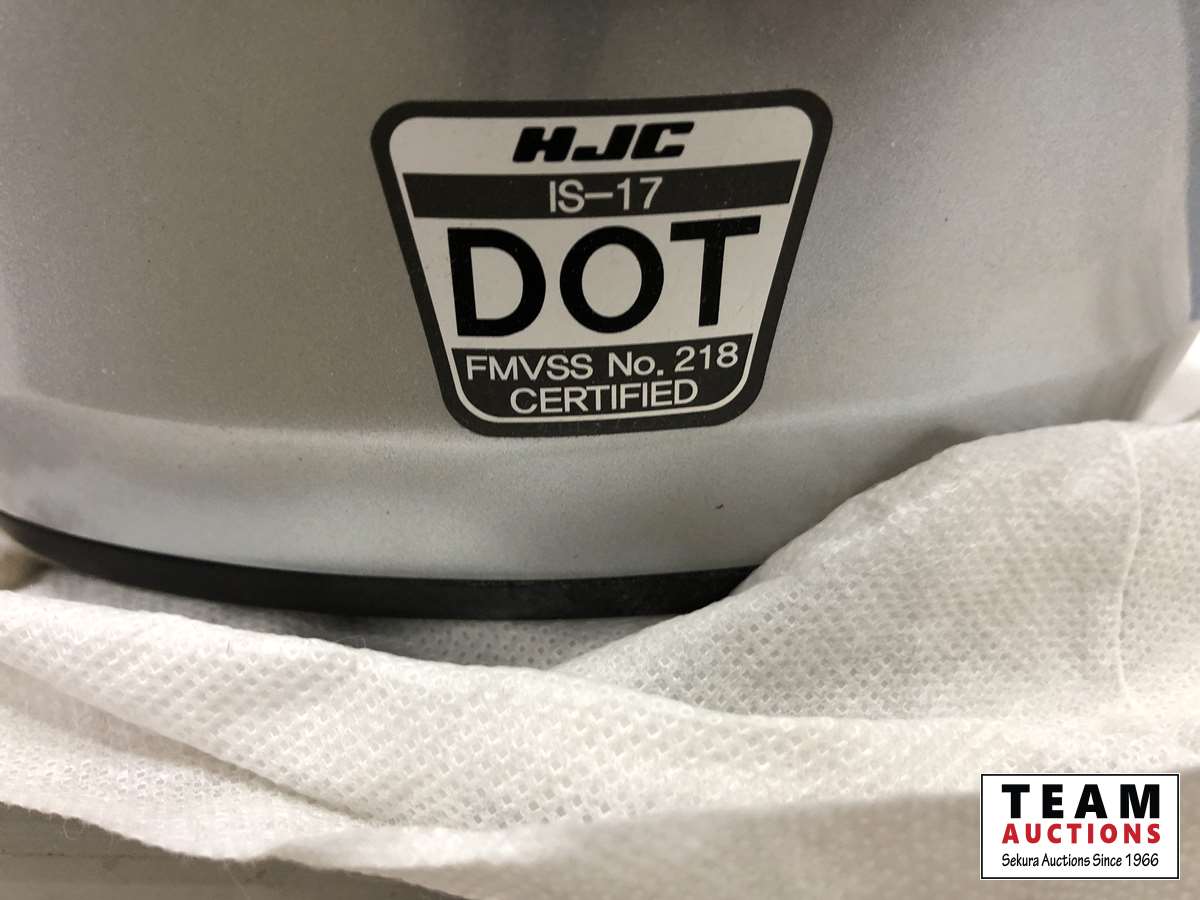 HJC
IS-17
DOT
FMVSS No. 218
CERTIFIED
TEAM
AUCTIONS
Sekura Auctions Since 1966